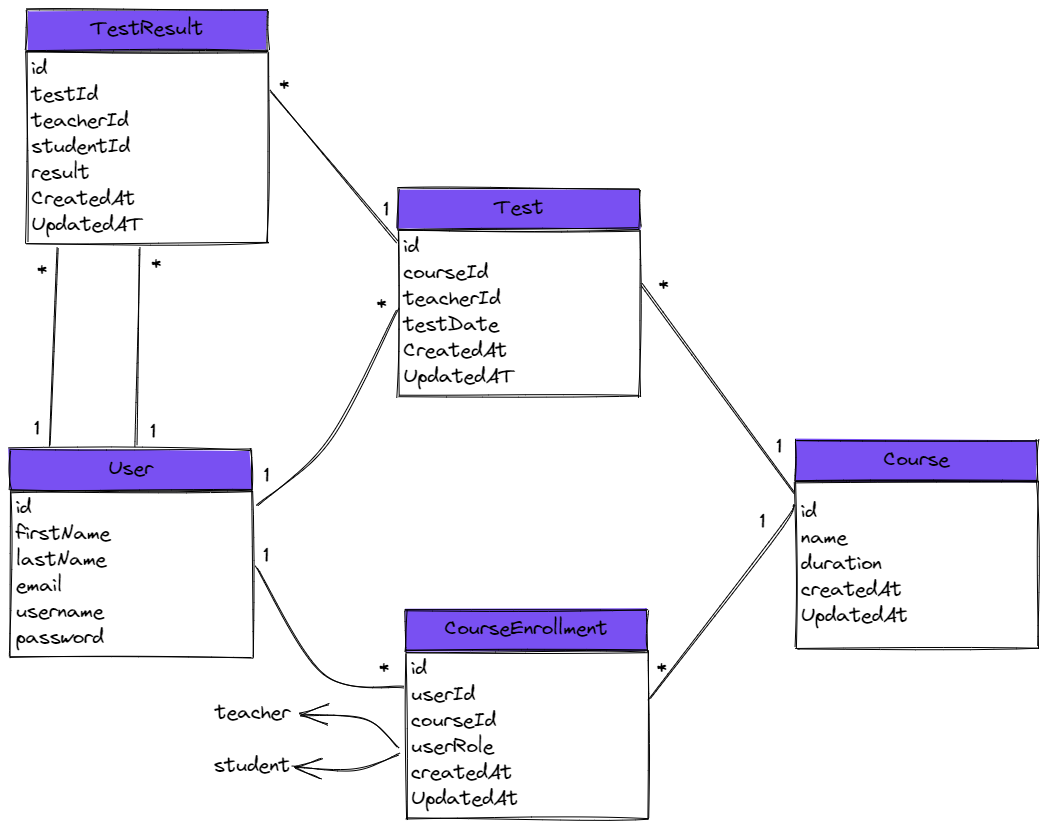 TestResult
id
testId
teacherId
studentId
result
CreatedAt
UpdatedAT
*
1
Test
id
courseId
teacherId
testDate
CreatedAt
UpdatedAT
*
*
*
*
1
1
1
1
User
id
firstName
lastName
email
username
password
1
*
1
1
Course
id
name
duration
createdAt
UpdatedAt
CourseEnrollment
id
userId
courseId
userRole
createdAt
UpdatedAt
*
teacher
student